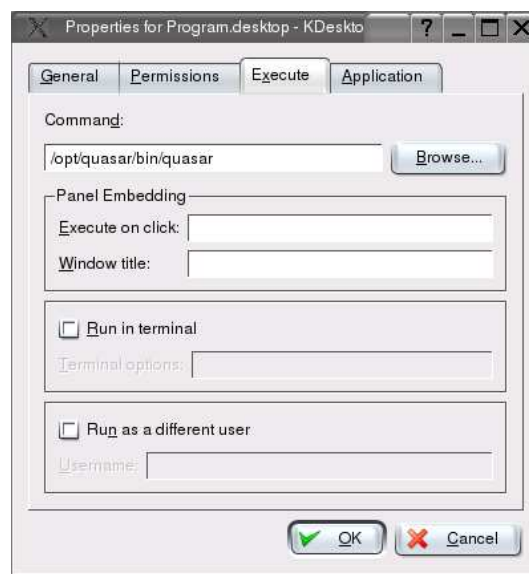 Properties for Program.desktop - KDeskto
General Permissions Execute Application
Command:
/opt/quasar/bin/quasar Browse...
Panel Embedding
Execute on click:
Window title:
Run in terminal
Terminal options:
Run as a different user
Username:
OK Cancel